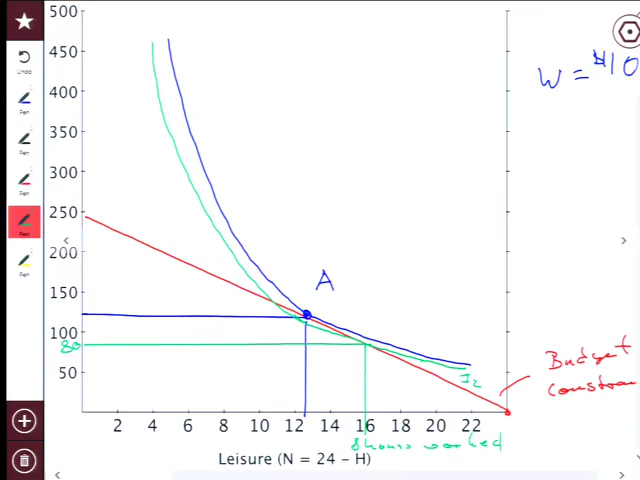 500
450
400
350
300
250
200
150
100
80
50
2 4 6 8 10 12 14 16 18 20 22
Leisure (N = 24 – H)
8 hours worked
A
I2
W = $10
Budget
constra
Undo
Pen
Pen
Pen
Pen
Pen